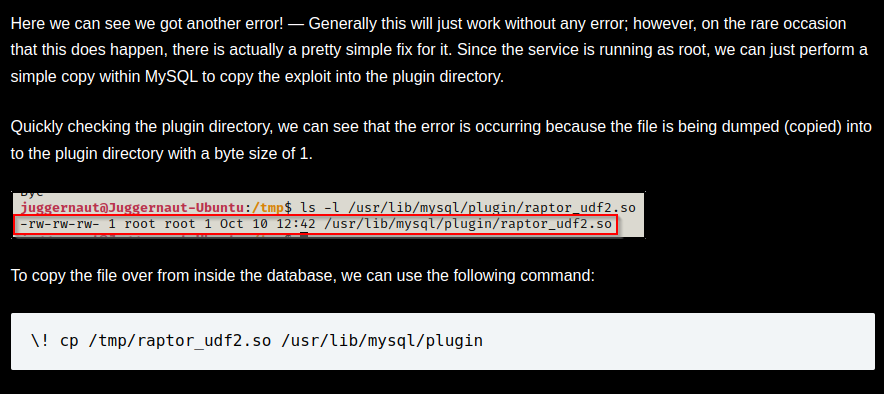 Here we can see we got another error! — Generally this will just work without any error; however, on the rare occasion
that this does happen, there is actually a pretty simple fix for it. Since the service is running as root, we can just perform a
simple copy within MySQL to copy the exploit into the plugin directory.
Quickly checking the plugin directory, we can see that the error is occurring because the file is being dumped (copied) into
to the plugin directory with a byte size of 1.
juggernaut@Juggernaut-Ubuntu:/tmp$ ls -l /usr/lib/mysql/plugin/raptor_udf2.so
-rw-rw-rw- 1 root root 1 Oct 10 12:42 /usr/lib/mysql/plugin/raptor_udf2.so
To copy the file over from inside the database, we can use the following command:
\! cp /tmp/raptor_udf2.so /usr/lib/mysql/plugin